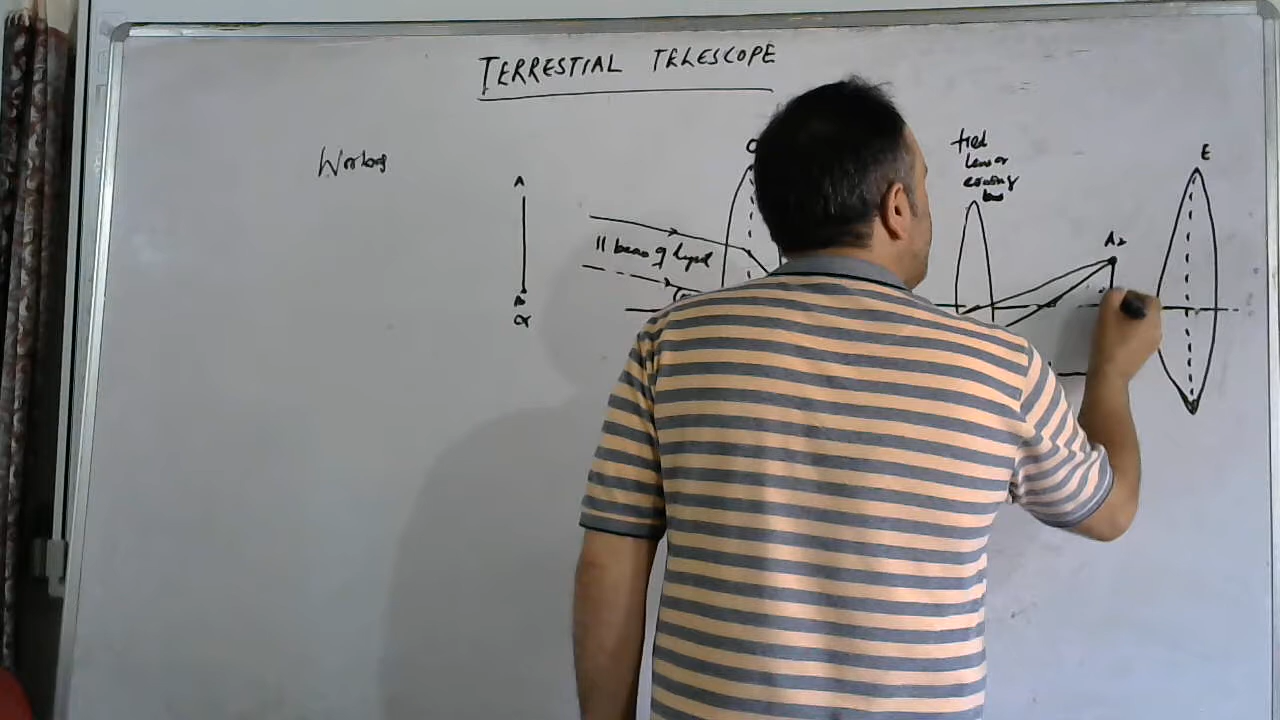 TERRESTIAL TELESCOPE
Working
A
|| beam of light
∝
O
field
lens or
erecting
lens
A₂
E